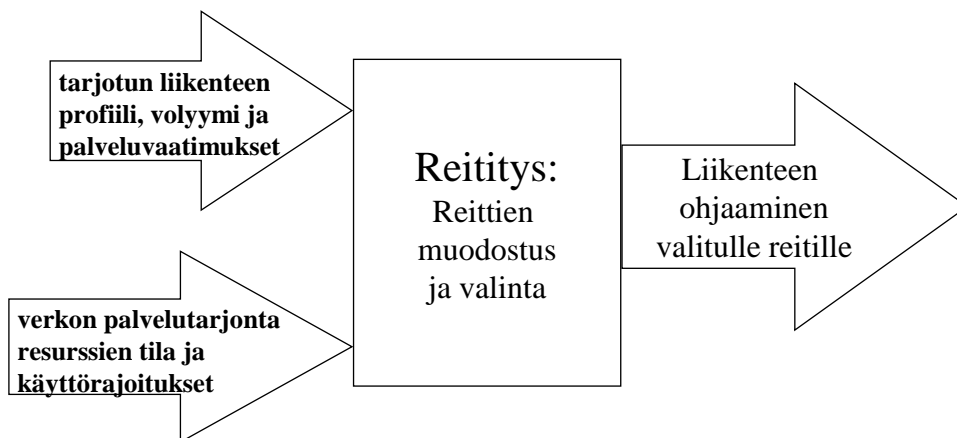 tarjotun liikenteen
profiili, volyymi ja
palveluvaatimukset
verkon palvelutarjonta
resurssien tila ja
käyttörajoitukset
Reititys:
Reittien
muodostus
ja valinta
Liikenteen
ohjaaminen
valitulle reitille